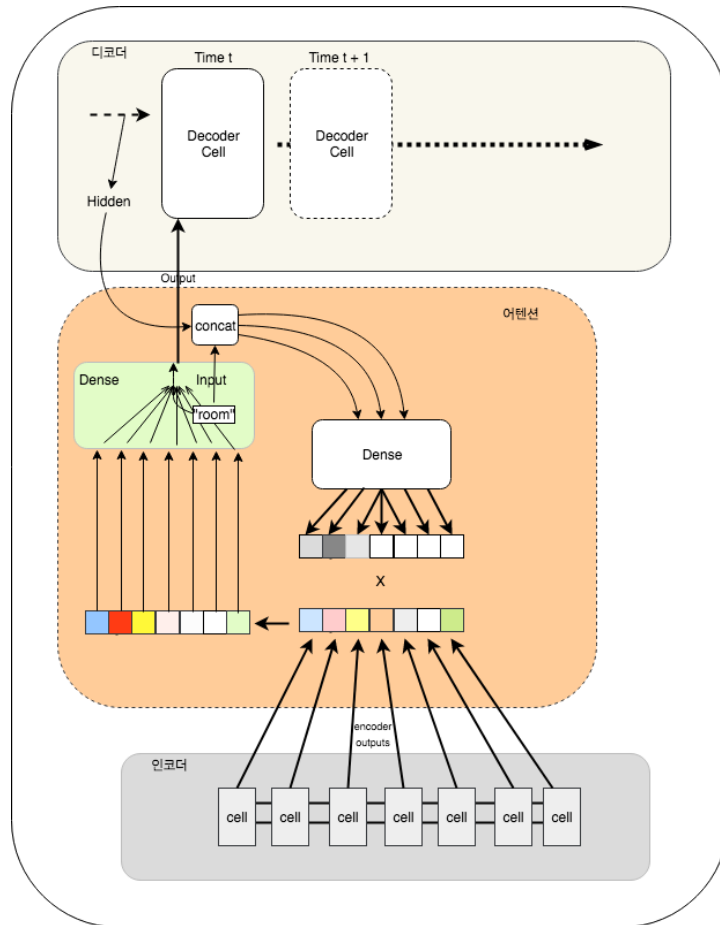 디코더
Time t
Time t + 1
Decoder
Cell
Decoder
Cell
Hidden
Output
어텐션
concat
Dense
Input
"room"
Dense
X
encoder
outputs
인코더
cell
cell
cell
cell
cell
cell
cell